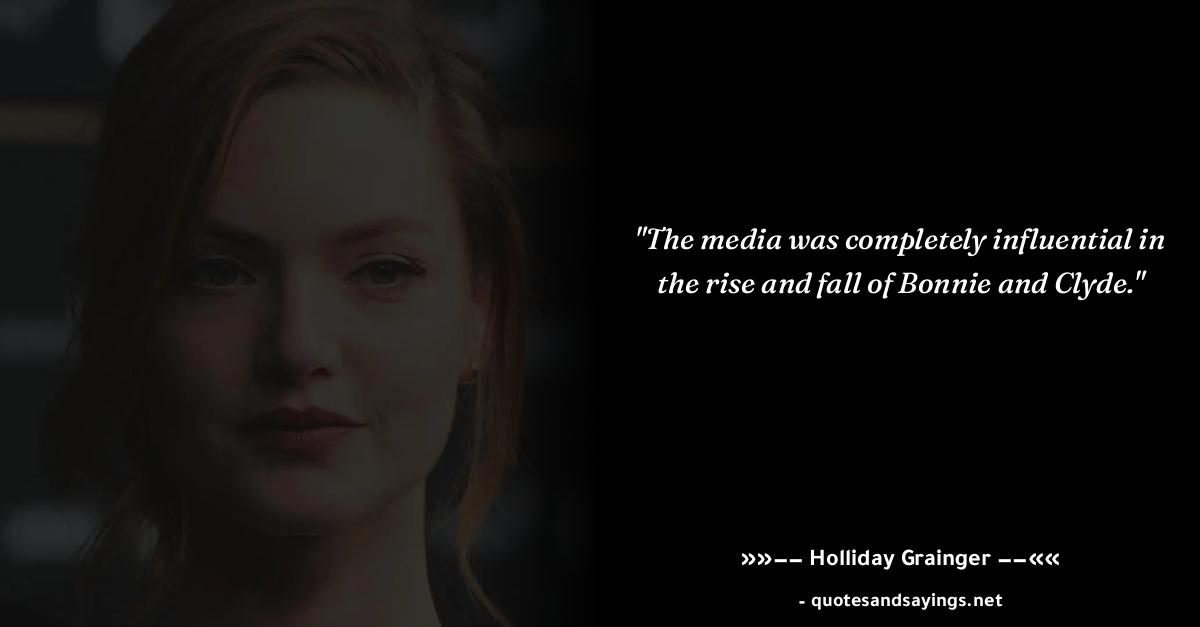 "The media was completely influential in
the rise and fall of Bonnie and Clyde."
»»−− Holliday Grainger −−««
- quotesandsayings.net